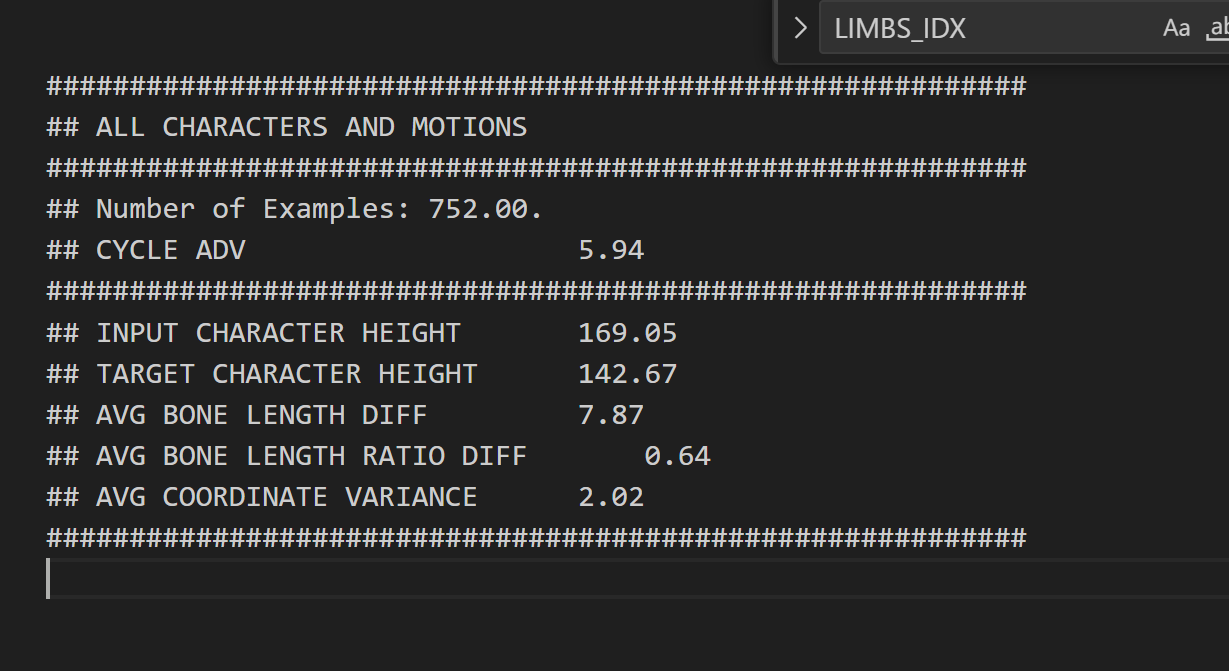 LIMBS_IDX Aa ab
###########################################################
## ALL CHARACTERS AND MOTIONS
###########################################################
## Number of Examples: 752.00.
## CYCLE ADV 5.94
###########################################################
## INPUT CHARACTER HEIGHT 169.05
## TARGET CHARACTER HEIGHT 142.67
## AVG BONE LENGTH DIFF 7.87
## AVG BONE LENGTH RATIO DIFF 0.64
## AVG COORDINATE VARIANCE 2.02
###########################################################